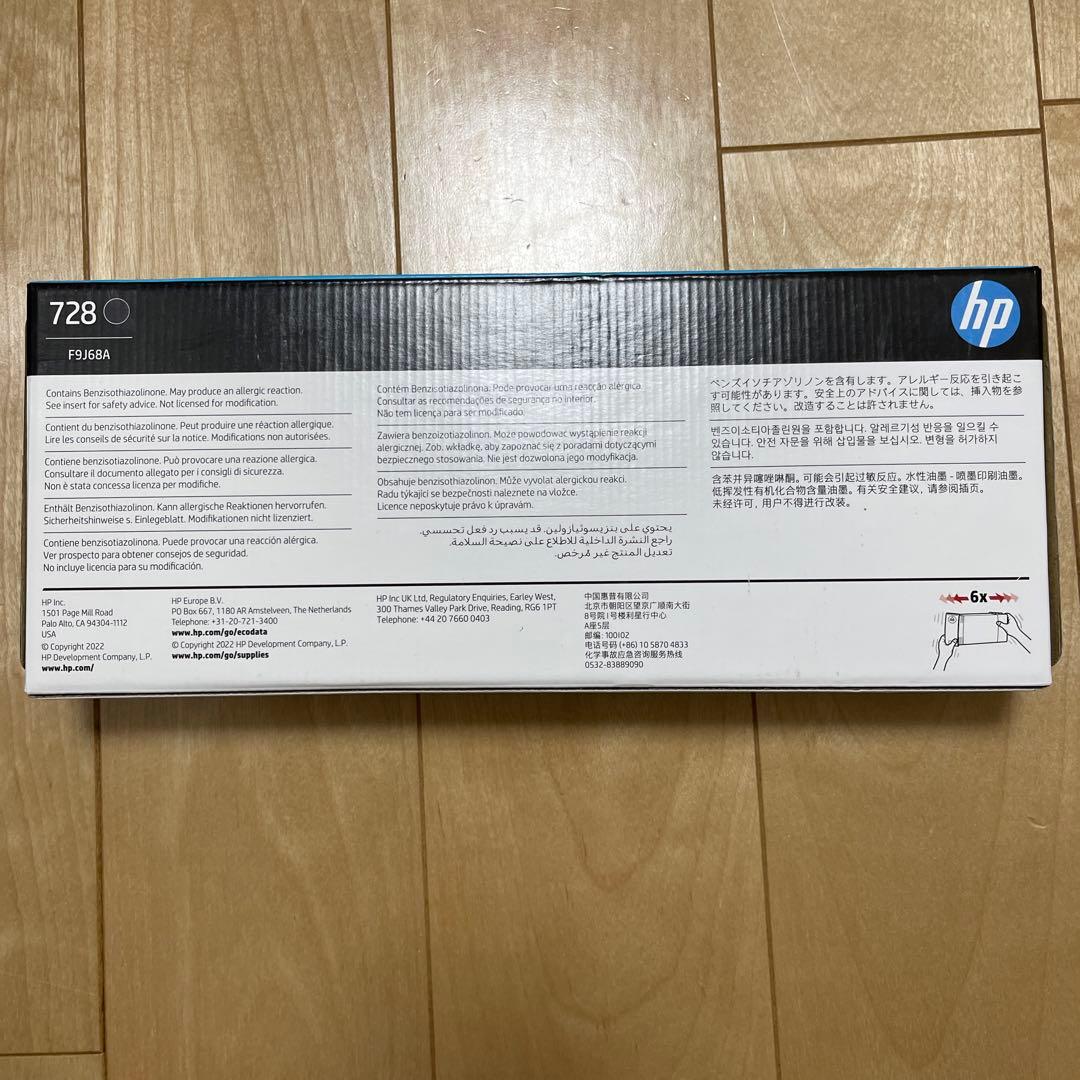 728
F9J68A
hp
Contains Benzisothiazolinone. May produce an allergic reaction.
See insert for safety advice. Not licensed for modification.
Contient du benzisothiazolinone. Peut produire une réaction allergique.
Lire les conseils de sécurité sur la notice. Modifications non autorisées.
Contiene benzisothiazolinone. Può provocare una reazione allergica.
Consultare il documento allegato per i consigli di sicurezza.
Non è stata concessa licenza per modifiche.
Enthält Benzisothiazolinon. Kann allergische Reaktionen hervorrufen.
Sicherheitshinweise s. Einlegeblatt. Modifikationen nicht lizenziert.
Contiene benzisotiazolinona. Puede provocar una reacción alérgica.
Ver prospecto para obtener consejos de seguridad.
No incluye licencia para su modificación.
Contém Benzisotiazolinona. Pode provocar uma reacção alérgica.
Consultar as recomendações de segurança no interior.
Não tem licença para ser modificado.
Zawiera benzoizotiazolinon. Może powodować wystąpienie reakcji
alergicznej. Zob. wkładkę, aby zapoznać się z poradami dotyczącymi
bezpiecznego stosowania. Nie jest dozwolona jego modyfikacja.
Obsahuje benzisothiazolinon. Může vyvolat alergickou reakci.
Radu týkající se bezpečnosti naleznete na vložce.
Licence neposkytuje právo k úpravám.
يحتوي على بنزيسوثيازولين. قد يسبب رد فعل تحسسي.
راجع النشرة الداخلية للاطلاع على نصيحة السلامة.
تعديل المنتج غير مُرخص.
ベンズイソチアゾリノンを含有します。アレルギー反応を引き起こ
す可能性があります。安全上のアドバイスに関しては、挿入物を参
照してください。改造することは許されません。
벤즈이소티아졸린원을 포함합니다. 알레르기성 반응을 일으킬 수
있습니다. 안전 자문을 위해 삽입물을 보십시오. 변형을 허가하지
않습니다.
含苯并异噻唑啉酮。可能会引起过敏反应。水性油墨 - 喷墨印刷油墨。
低挥发性有机化合物含量油墨。有关安全建议，请参阅插页。
未经许可，用户不得进行改装。
HP Inc.
1501 Page Mill Road
Palo Alto, CA 94304-1112
USA
© Copyright 2022
HP Development Company, L.P.
www.hp.com/
HP Europe B.V.
PO Box 667, 1180 AR Amstelveen, The Netherlands
Telephone: +31-20-721-3400
www.hp.com/go/ecodata
© Copyright 2022 HP Development Company, L.P.
www.hp.com/go/supplies
HP Inc UK Ltd, Regulatory Enquiries, Earley West,
300 Thames Valley Park Drive, Reading, RG6 1PT
Telephone: +44 20 7660 0403
中国惠普有限公司
北京市朝阳区望京广顺南大街
8号院1号楼利星行中心
A座5层
邮编: 100102
电话号码 (+86) 10 5870 4833
化学事故应急咨询服务热线
0532-83889090
6x